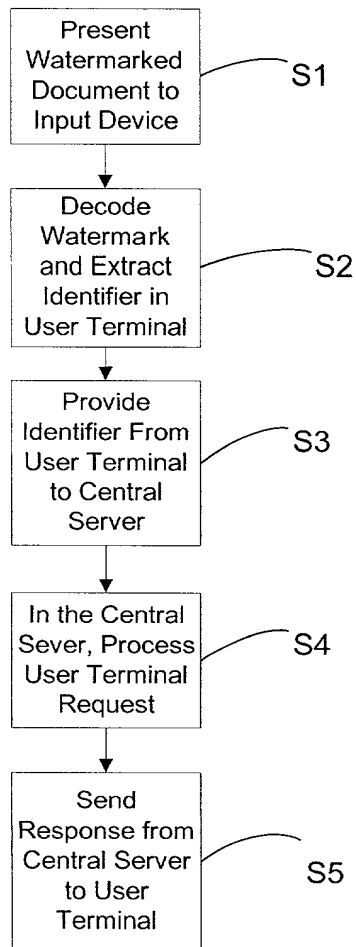 Present
Watermarked
Document to
Input Device
S1
Decode
Watermark
and Extract
Identifier in
User Terminal
S2
Provide
Identifier From
User Terminal
to Central
Server
S3
In the Central
Sever, Process
User Terminal
Request
S4
Send
Response from
Central Server
to User
Terminal
S5